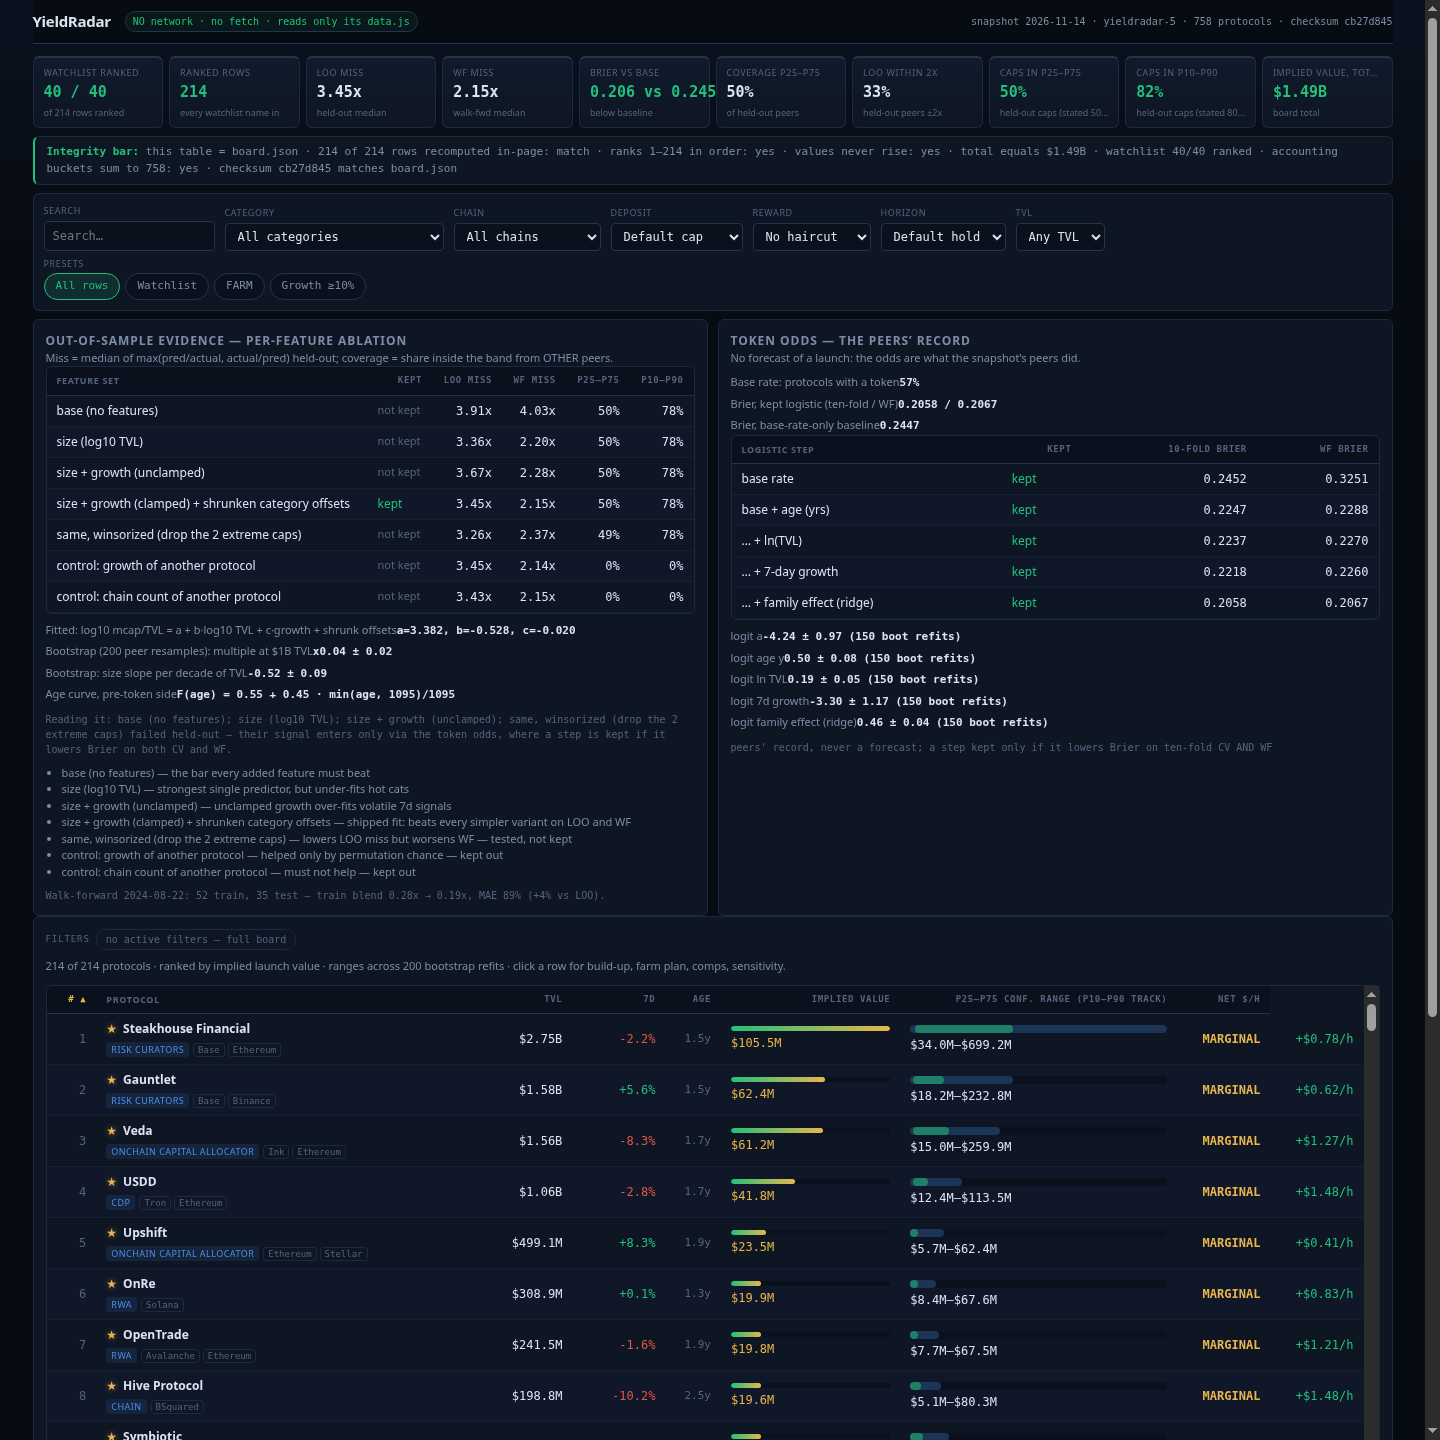 YieldRadar
NO network · no fetch · reads only its data.js
snapshot 2026-11-14 · yieldradar-5 · 758 protocols · checksum cb27d845
WATCHLIST RANKED
40 / 40
of 214 rows ranked
RANKED ROWS
214
every watchlist name in
LOO MISS
3.45x
held-out median
WF MISS
2.15x
walk-fwd median
BRIER VS BASE
0.206 vs 0.245
below baseline
COVERAGE P25–P75
50%
of held-out peers
LOO WITHIN 2X
33%
held-out peers ±2x
CAPS IN P25–P75
50%
held-out caps (stated 50…
CAPS IN P10–P90
82%
held-out caps (stated 80…
IMPLIED VALUE, TOT…
$1.49B
board total
Integrity bar: this table = board.json · 214 of 214 rows recomputed in-page: match · ranks 1–214 in order: yes · values never rise: yes · total equals $1.49B · watchlist 40/40 ranked · accounting
buckets sum to 758: yes · checksum cb27d845 matches board.json
SEARCH
Search…
CATEGORY
All categories
CHAIN
All chains
DEPOSIT
Default cap
REWARD
No haircut
HORIZON
Default hold
TVL
Any TVL
PRESETS
All rows
Watchlist
FARM
Growth ≥10%
OUT-OF-SAMPLE EVIDENCE — PER-FEATURE ABLATION
Miss = median of max(pred/actual, actual/pred) held-out; coverage = share inside the band from OTHER peers.
FEATURE SET KEPT LOO MISS WF MISS P25–P75 P10–P90
base (no features) not kept 3.91x 4.03x 50% 78%
size (log10 TVL) not kept 3.36x 2.20x 50% 78%
size + growth (unclamped) not kept 3.67x 2.28x 50% 78%
size + growth (clamped) + shrunken category offsets kept 3.45x 2.15x 50% 78%
same, winsorized (drop the 2 extreme caps) not kept 3.26x 2.37x 49% 78%
control: growth of another protocol not kept 3.45x 2.14x 0% 0%
control: chain count of another protocol not kept 3.43x 2.15x 0% 0%
Fitted: log10 mcap/TVL = a + b·log10 TVL + c·growth + shrunk offsetsa=3.382, b=-0.528, c=-0.020
Bootstrap (200 peer resamples): multiple at $1B TVLx0.04 ± 0.02
Bootstrap: size slope per decade of TVL-0.52 ± 0.09
Age curve, pre-token sideF(age) = 0.55 + 0.45 · min(age, 1095)/1095
Reading it: base (no features); size (log10 TVL); size + growth (unclamped); same, winsorized (drop the 2
extreme caps) failed held-out — their signal enters only via the token odds, where a step is kept if it
lowers Brier on both CV and WF.
• base (no features) — the bar every added feature must beat
• size (log10 TVL) — strongest single predictor, but under-fits hot cats
• size + growth (unclamped) — unclamped growth over-fits volatile 7d signals
• size + growth (clamped) + shrunken category offsets — shipped fit: beats every simpler variant on LOO and WF
• same, winsorized (drop the 2 extreme caps) — lowers LOO miss but worsens WF — tested, not kept
• control: growth of another protocol — helped only by permutation chance — kept out
• control: chain count of another protocol — must not help — kept out
Walk-forward 2024-08-22: 52 train, 35 test — train blend 0.28x → 0.19x, MAE 89% (+4% vs LOO).
TOKEN ODDS — THE PEERS’ RECORD
No forecast of a launch: the odds are what the snapshot’s peers did.
Base rate: protocols with a token57%
Brier, kept logistic (ten-fold / WF)0.2058 / 0.2067
Brier, base-rate-only baseline0.2447
LOGISTIC STEP KEPT 10-FOLD BRIER WF BRIER
base rate kept 0.2452 0.3251
base + age (yrs) kept 0.2247 0.2288
… + ln(TVL) kept 0.2237 0.2270
… + 7-day growth kept 0.2218 0.2260
… + family effect (ridge) kept 0.2058 0.2067
logit a-4.24 ± 0.97 (150 boot refits)
logit age y0.50 ± 0.08 (150 boot refits)
logit ln TVL0.19 ± 0.05 (150 boot refits)
logit 7d growth-3.30 ± 1.17 (150 boot refits)
logit family effect (ridge)0.46 ± 0.04 (150 boot refits)
peers' record, never a forecast; a step kept only if it lowers Brier on ten-fold CV AND WF
FILTERS no active filters — full board
214 of 214 protocols · ranked by implied launch value · ranges across 200 bootstrap refits · click a row for build-up, farm plan, comps, sensitivity.
# ▲ PROTOCOL TVL 7D AGE IMPLIED VALUE P25–P75 CONF. RANGE (P10–P90 TRACK) NET $/H
★ Steakhouse Financial
1 $2.75B -2.2% 1.5y $105.5M $34.0M–$699.2M MARGINAL +$0.78/h
RISK CURATORS Base Ethereum
★ Gauntlet
2 $1.58B +5.6% 1.5y $62.4M $18.2M–$232.8M MARGINAL +$0.62/h
RISK CURATORS Base Binance
★ Veda
3 $1.56B -8.3% 1.7y $61.2M $15.0M–$259.9M MARGINAL +$1.27/h
ONCHAIN CAPITAL ALLOCATOR Ink Ethereum
★ USDD
4 $1.06B -2.8% 1.7y $41.8M $12.4M–$113.5M MARGINAL +$1.48/h
CDP Tron Ethereum
★ Upshift
5 $499.1M +8.3% 1.9y $23.5M $5.7M–$62.4M MARGINAL +$0.41/h
ONCHAIN CAPITAL ALLOCATOR Ethereum Stellar
★ OnRe
6 $308.9M +0.1% 1.3y $19.9M $8.4M–$67.6M MARGINAL +$0.83/h
RWA Solana
★ OpenTrade
7 $241.5M -1.6% 1.9y $19.8M $7.7M–$67.5M MARGINAL +$1.21/h
RWA Avalanche Ethereum
★ Hive Protocol
8 $198.8M -10.2% 2.5y $19.6M $5.1M–$80.3M MARGINAL +$1.48/h
CHAIN BSquared
★ Symbiotic